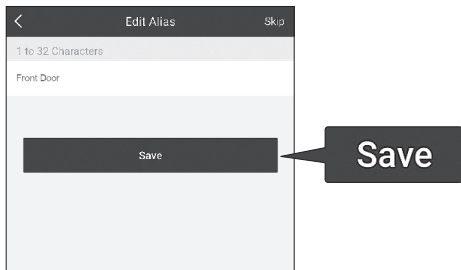 Edit Alias Skip
1 to 32 Characters
Front Door
Save
Save